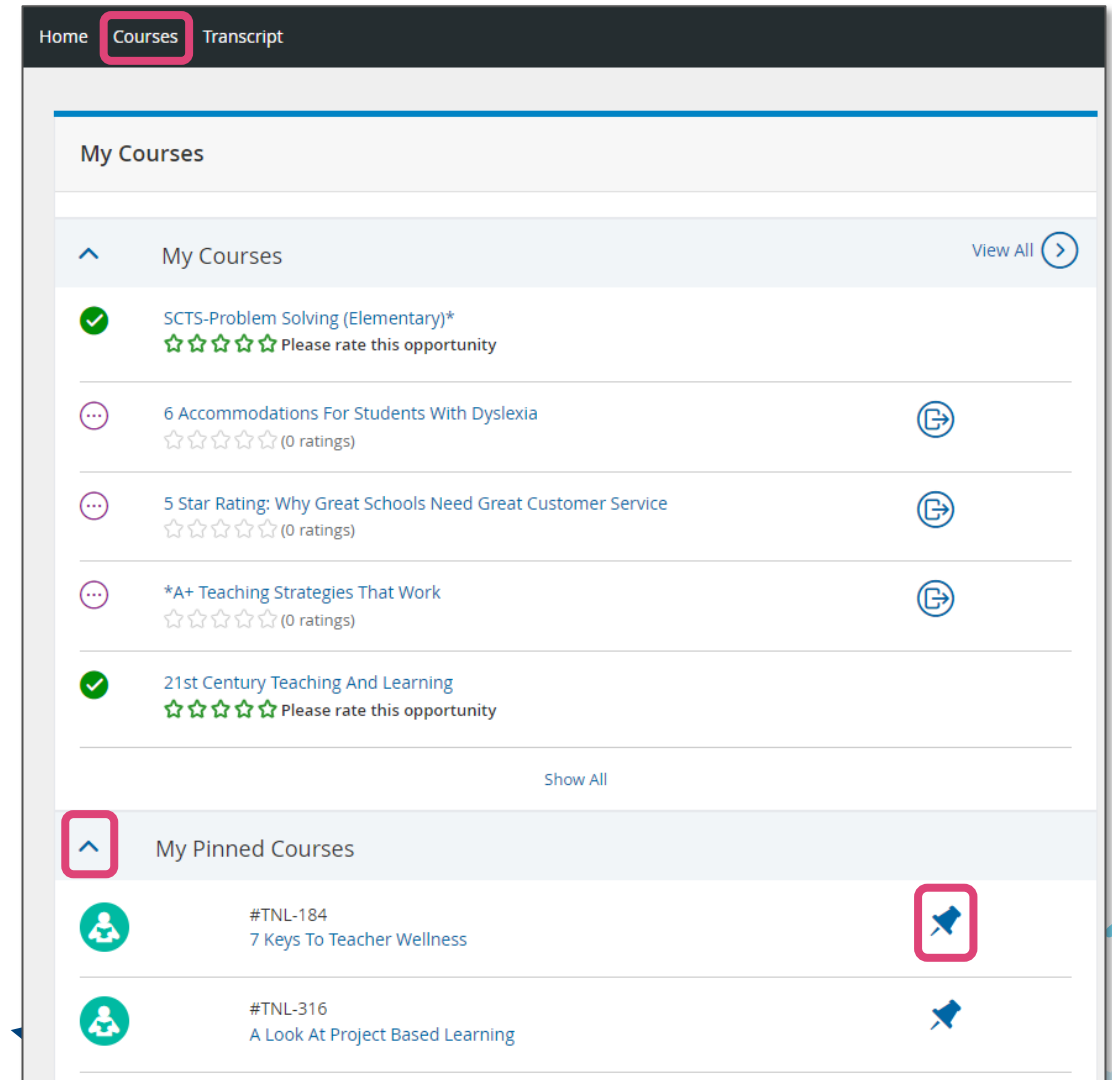 Home Courses Transcript
My Courses
My Courses
View All
SCTS-Problem Solving (Elementary)*
Please rate this opportunity
6 Accommodations For Students With Dyslexia
(0 ratings)
5 Star Rating: Why Great Schools Need Great Customer Service
(0 ratings)
*A+ Teaching Strategies That Work
(0 ratings)
21st Century Teaching And Learning
Please rate this opportunity
Show All
My Pinned Courses
#TNL-184
7 Keys To Teacher Wellness
#TNL-316
A Look At Project Based Learning